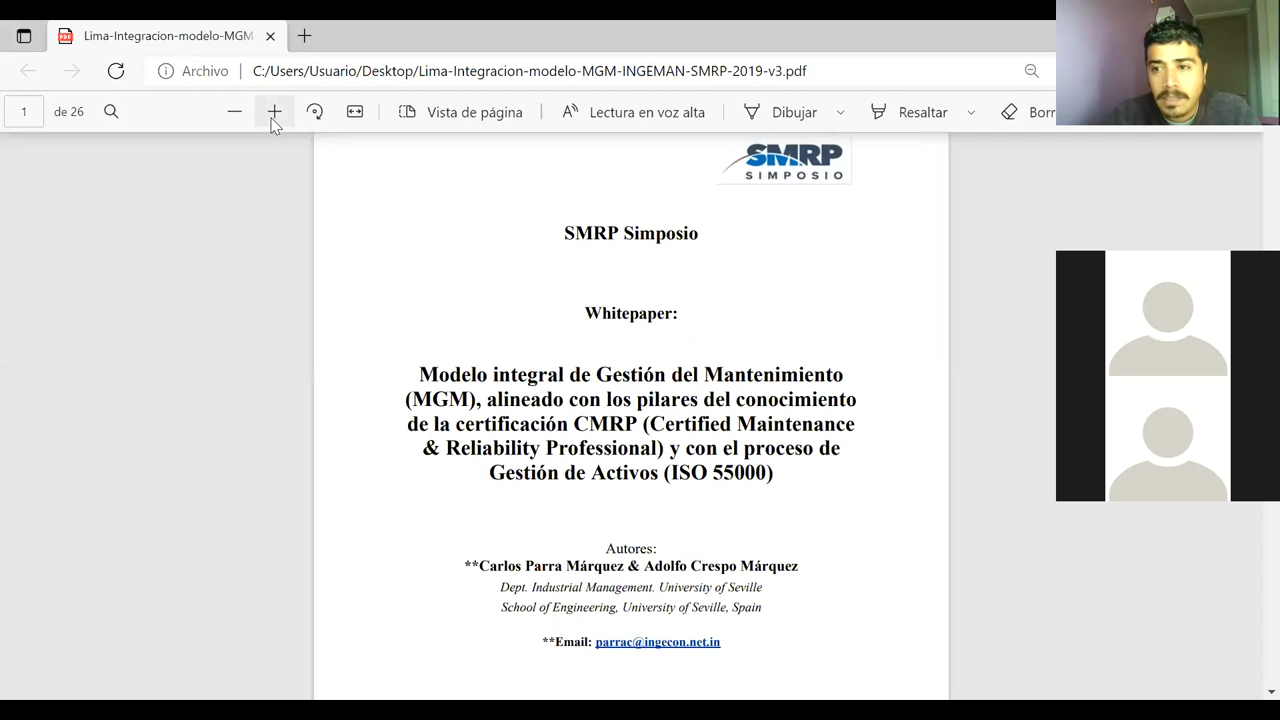 Lima-Integracion-modelo-MGM
Archivo
C:/Users/Usuario/Desktop/Lima-Integracion-modelo-MGM-INGEMAN-SMRP-2019-v3.pdf
1 de 26
Vista de página
Lectura en voz alta
Dibujar
Resaltar
Borr
SMRP
SIMPOSIO
SMRP Simposio
Whitepaper:
Modelo integral de Gestión del Mantenimiento
(MGM), alineado con los pilares del conocimiento
de la certificación CMRP (Certified Maintenance
& Reliability Professional) y con el proceso de
Gestión de Activos (ISO 55000)
Autores:
**Carlos Parra Márquez & Adolfo Crespo Márquez
Dept. Industrial Management. University of Seville
School of Engineering, University of Seville, Spain
**Email: parrac@ingecon.net.in